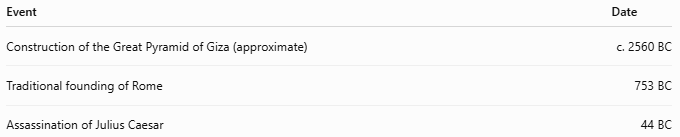 Event Date
Construction of the Great Pyramid of Giza (approximate) c. 2560 BC
Traditional founding of Rome 753 BC
Assassination of Julius Caesar 44 BC